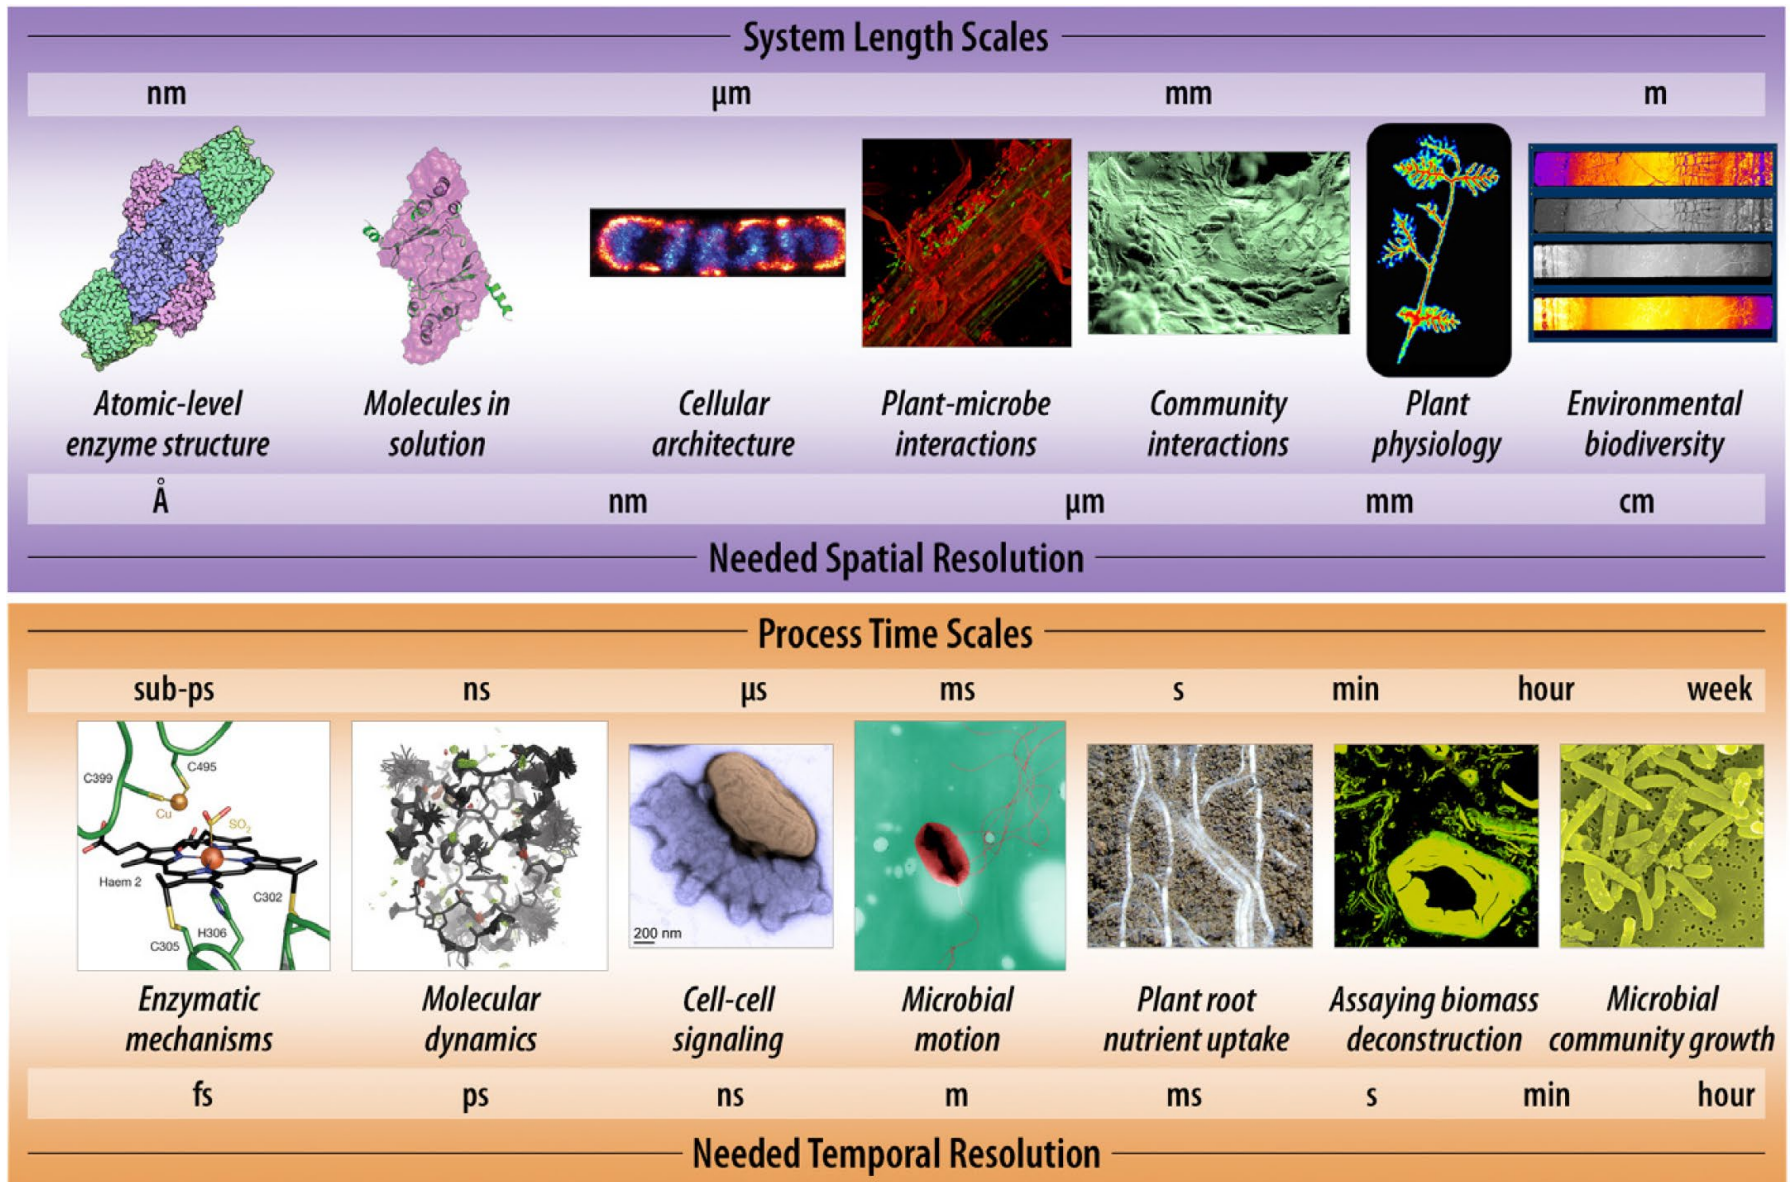 System Length Scales
nm μm mm m
Atomic-level
enzyme structure
Molecules in
solution
Cellular
architecture
Plant-microbe
interactions
Community
interactions
Plant
physiology
Environmental
biodiversity
Å nm μm mm cm
Needed Spatial Resolution
Process Time Scales
sub-ps ns μs ms s min hour week
C495
C399
Cu
SO₂
Haem 2
C302
H306
C305
200 nm
Enzymatic
mechanisms
Molecular
dynamics
Cell-cell
signaling
Microbial
motion
Plant root
nutrient uptake
Assaying biomass
deconstruction
Microbial
community growth
fs ps ns m ms s min hour
Needed Temporal Resolution